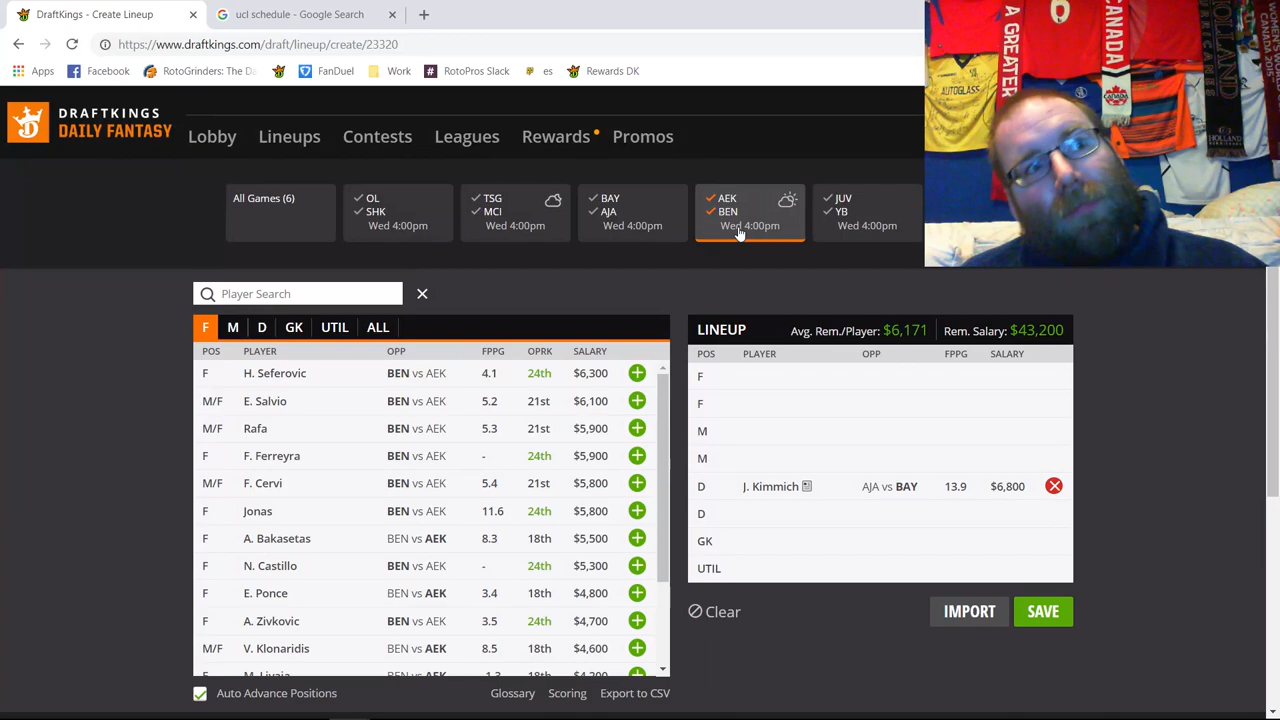 DraftKings - Create Lineup
ucl schedule - Google Search
https://www.draftkings.com/draft/lineup/create/23320
Apps Facebook RotoGrinders: The Da FanDuel Work RotoPros Slack es Rewards DK
DRAFTKINGS
DAILY FANTASY
Lobby Lineups Contests Leagues Rewards Promos
All Games (6)
OL
SHK
Wed 4:00pm
TSG
MCI
Wed 4:00pm
BAY
AJA
Wed 4:00pm
AEK
BEN
Wed 4:00pm
JUV
YB
Wed 4:00pm
A GREATER
CANADA
AUTOGLASS
HOLLAND
Player Search
F M D GK UTIL ALL
POS PLAYER OPP FPPG OPRK SALARY
F H. Seferovic BEN vs AEK 4.1 24th $6,300
M/F E. Salvio BEN vs AEK 5.2 21st $6,100
M/F Rafa BEN vs AEK 5.3 21st $5,900
F F. Ferreyra BEN vs AEK - 24th $5,900
M/F F. Cervi BEN vs AEK 5.4 21st $5,800
F Jonas BEN vs AEK 11.6 24th $5,800
F A. Bakasetas BEN vs AEK 8.3 18th $5,500
F N. Castillo BEN vs AEK - 24th $5,300
F E. Ponce BEN vs AEK 3.4 18th $4,800
F A. Zivkovic BEN vs AEK 3.5 24th $4,700
M/F V. Klonaridis BEN vs AEK 8.5 18th $4,600
Auto Advance Positions
Glossary Scoring Export to CSV
LINEUP Avg. Rem./Player: $6,171 Rem. Salary: $43,200
POS PLAYER OPP FPPG SALARY
F
F
M
M
D J. Kimmich AJA vs BAY 13.9 $6,800
D
GK
UTIL
Clear
IMPORT
SAVE